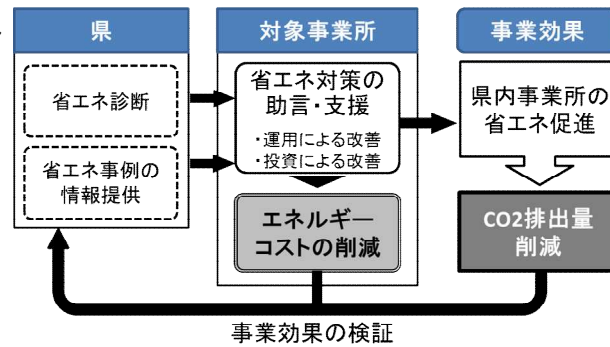 県
省エネ診断
省エネ事例の
情報提供
対象事業所
省エネ対策の
助言・支援
・運用による改善
・投資による改善
エネルギー
コストの削減
事業効果
県内事業所の
省エネ促進
CO2排出量
削減
事業効果の検証